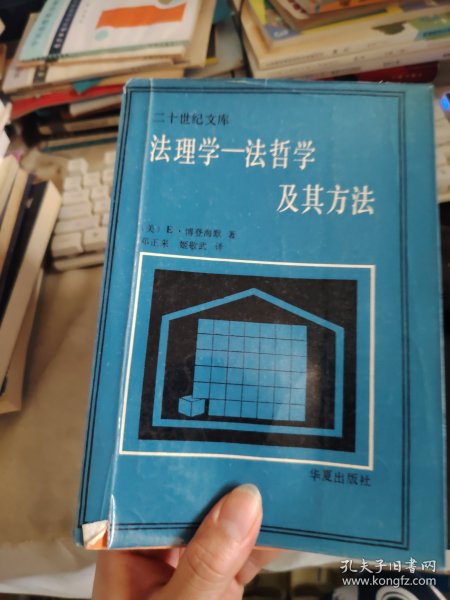 二十世纪文库
法理学—法哲学
及其方法
美）E·博登海默 著
邓正来 姬敬武 译
华夏出版社
孔夫子旧书网
www.kongfz.com